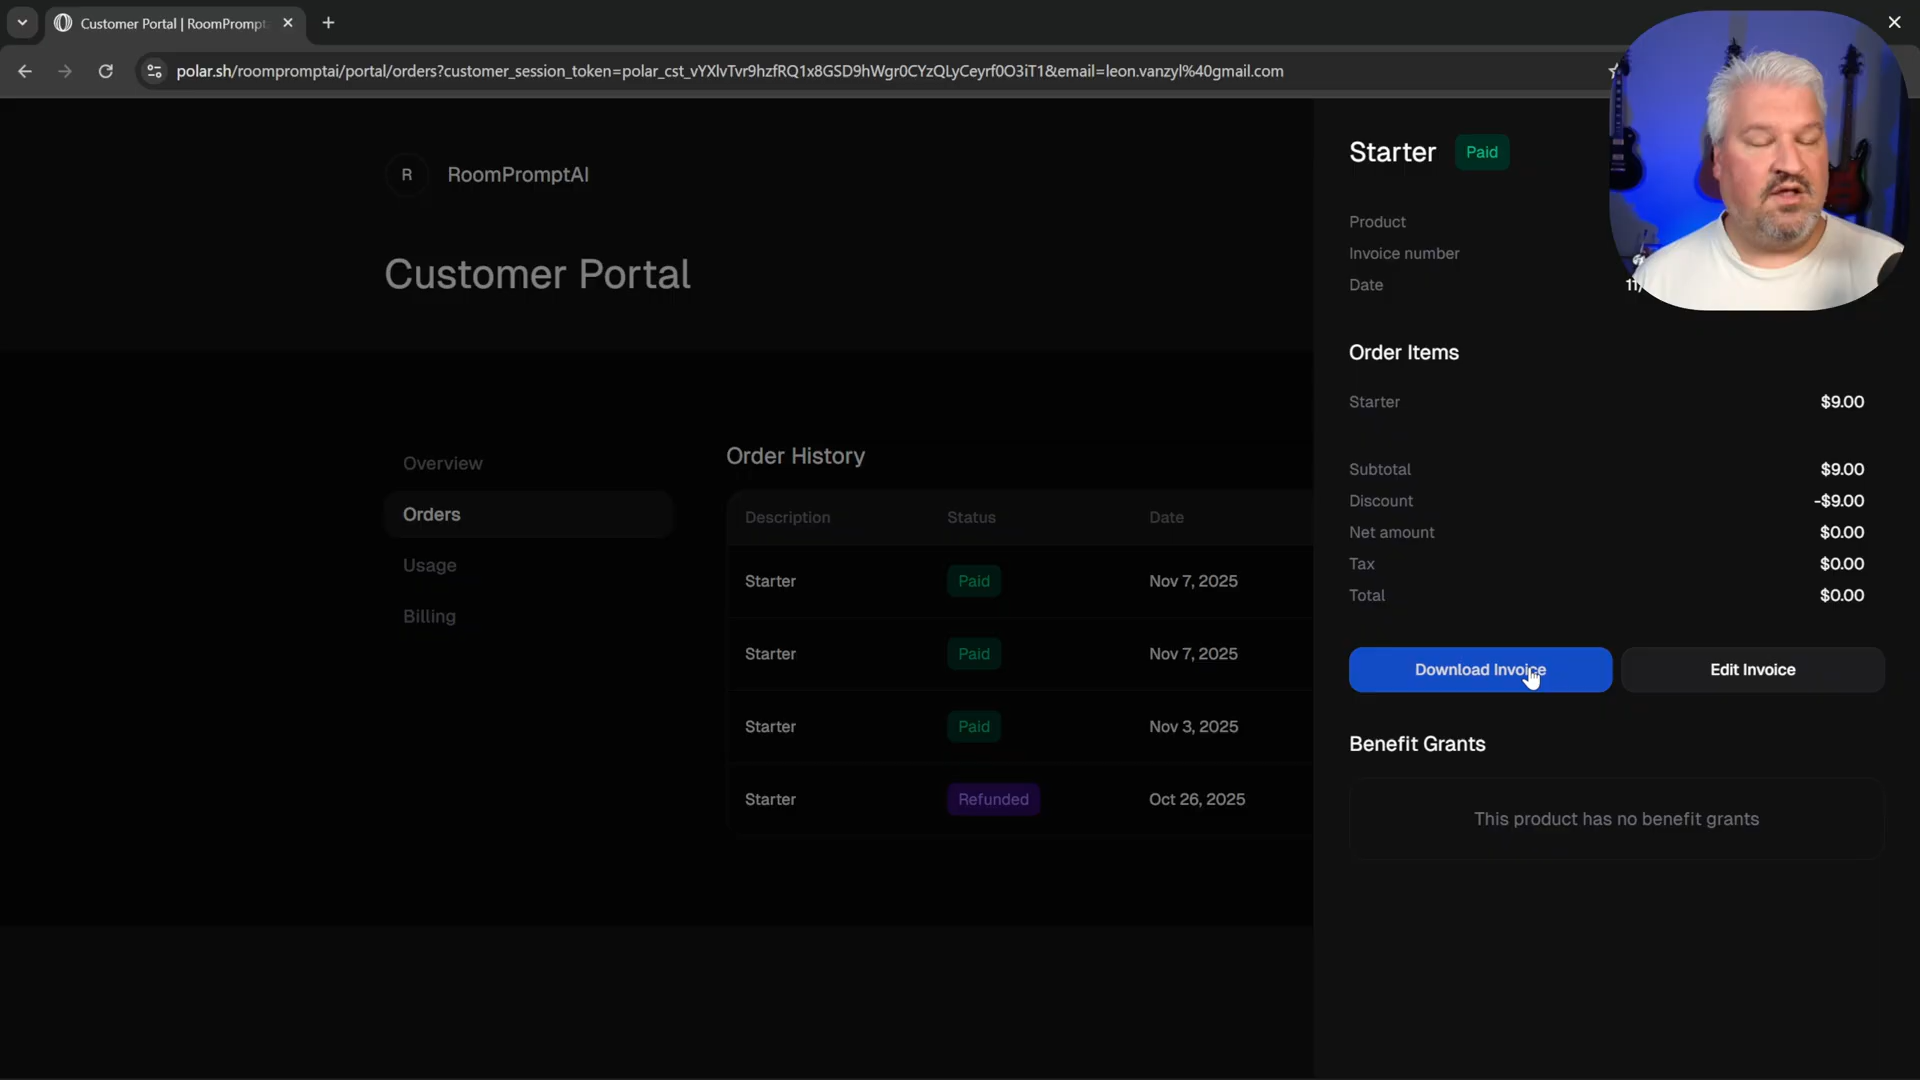 Customer Portal | RoomPrompt
polar.sh/roompromptai/portal/orders?customer_session_token=polar_cst_vYXlvTvr9hzfRQ1x8GSD9hWgr0CYzQLyCeyrf0O3iT1&email=leon.vanzyl%40gmail.com
R
RoomPromptAI
Customer Portal
Overview
Orders
Usage
Billing
Order History
Description Status Date
Starter Paid Nov 7, 2025
Starter Paid Nov 7, 2025
Starter Paid Nov 3, 2025
Starter Refunded Oct 26, 2025
Starter Paid
Product
Invoice number
Date 11/
Order Items
Starter $9.00
Subtotal $9.00
Discount -$9.00
Net amount $0.00
Tax $0.00
Total $0.00
Download Invoice Edit Invoice
Benefit Grants
This product has no benefit grants